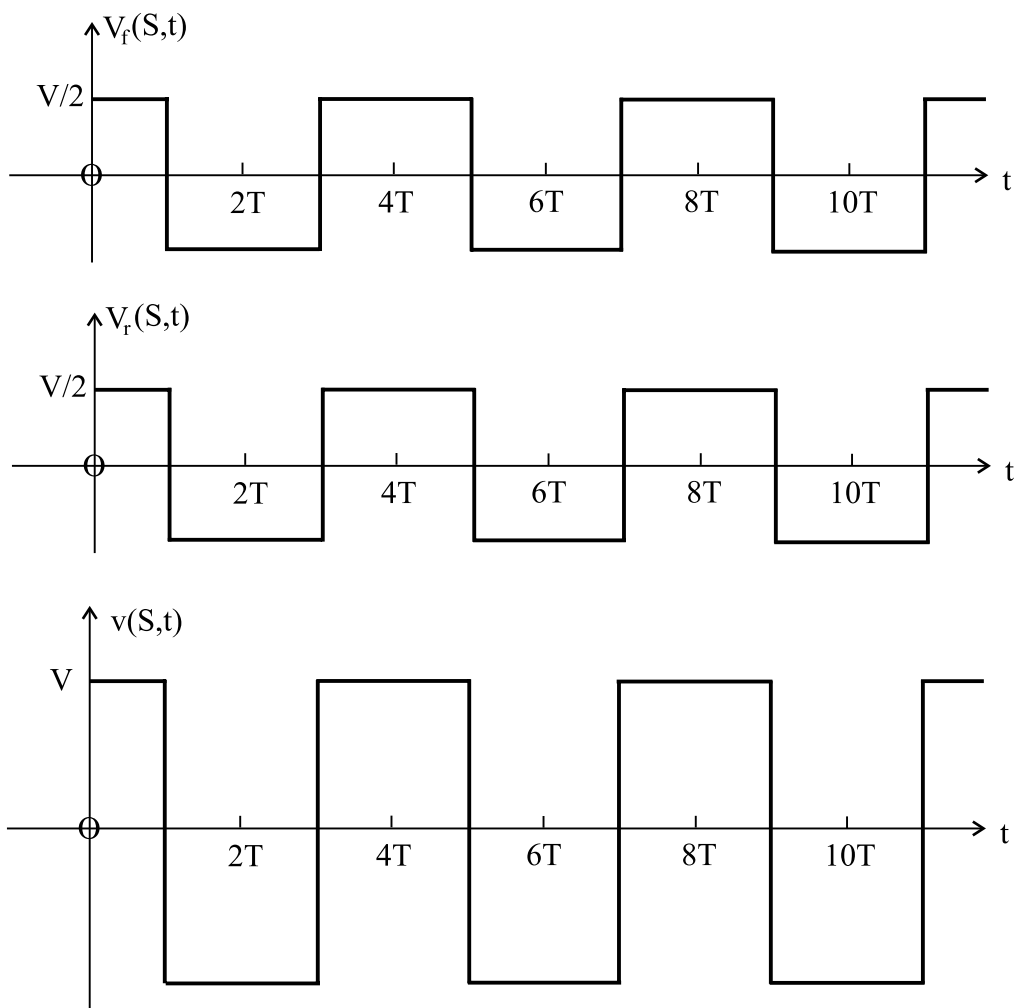 V_f(S,t)
V/2
O
t
2T 4T 6T 8T 10T
V_r(S,t)
V/2
O
t
2T 4T 6T 8T 10T
v(S,t)
V
O
t
2T 4T 6T 8T 10T